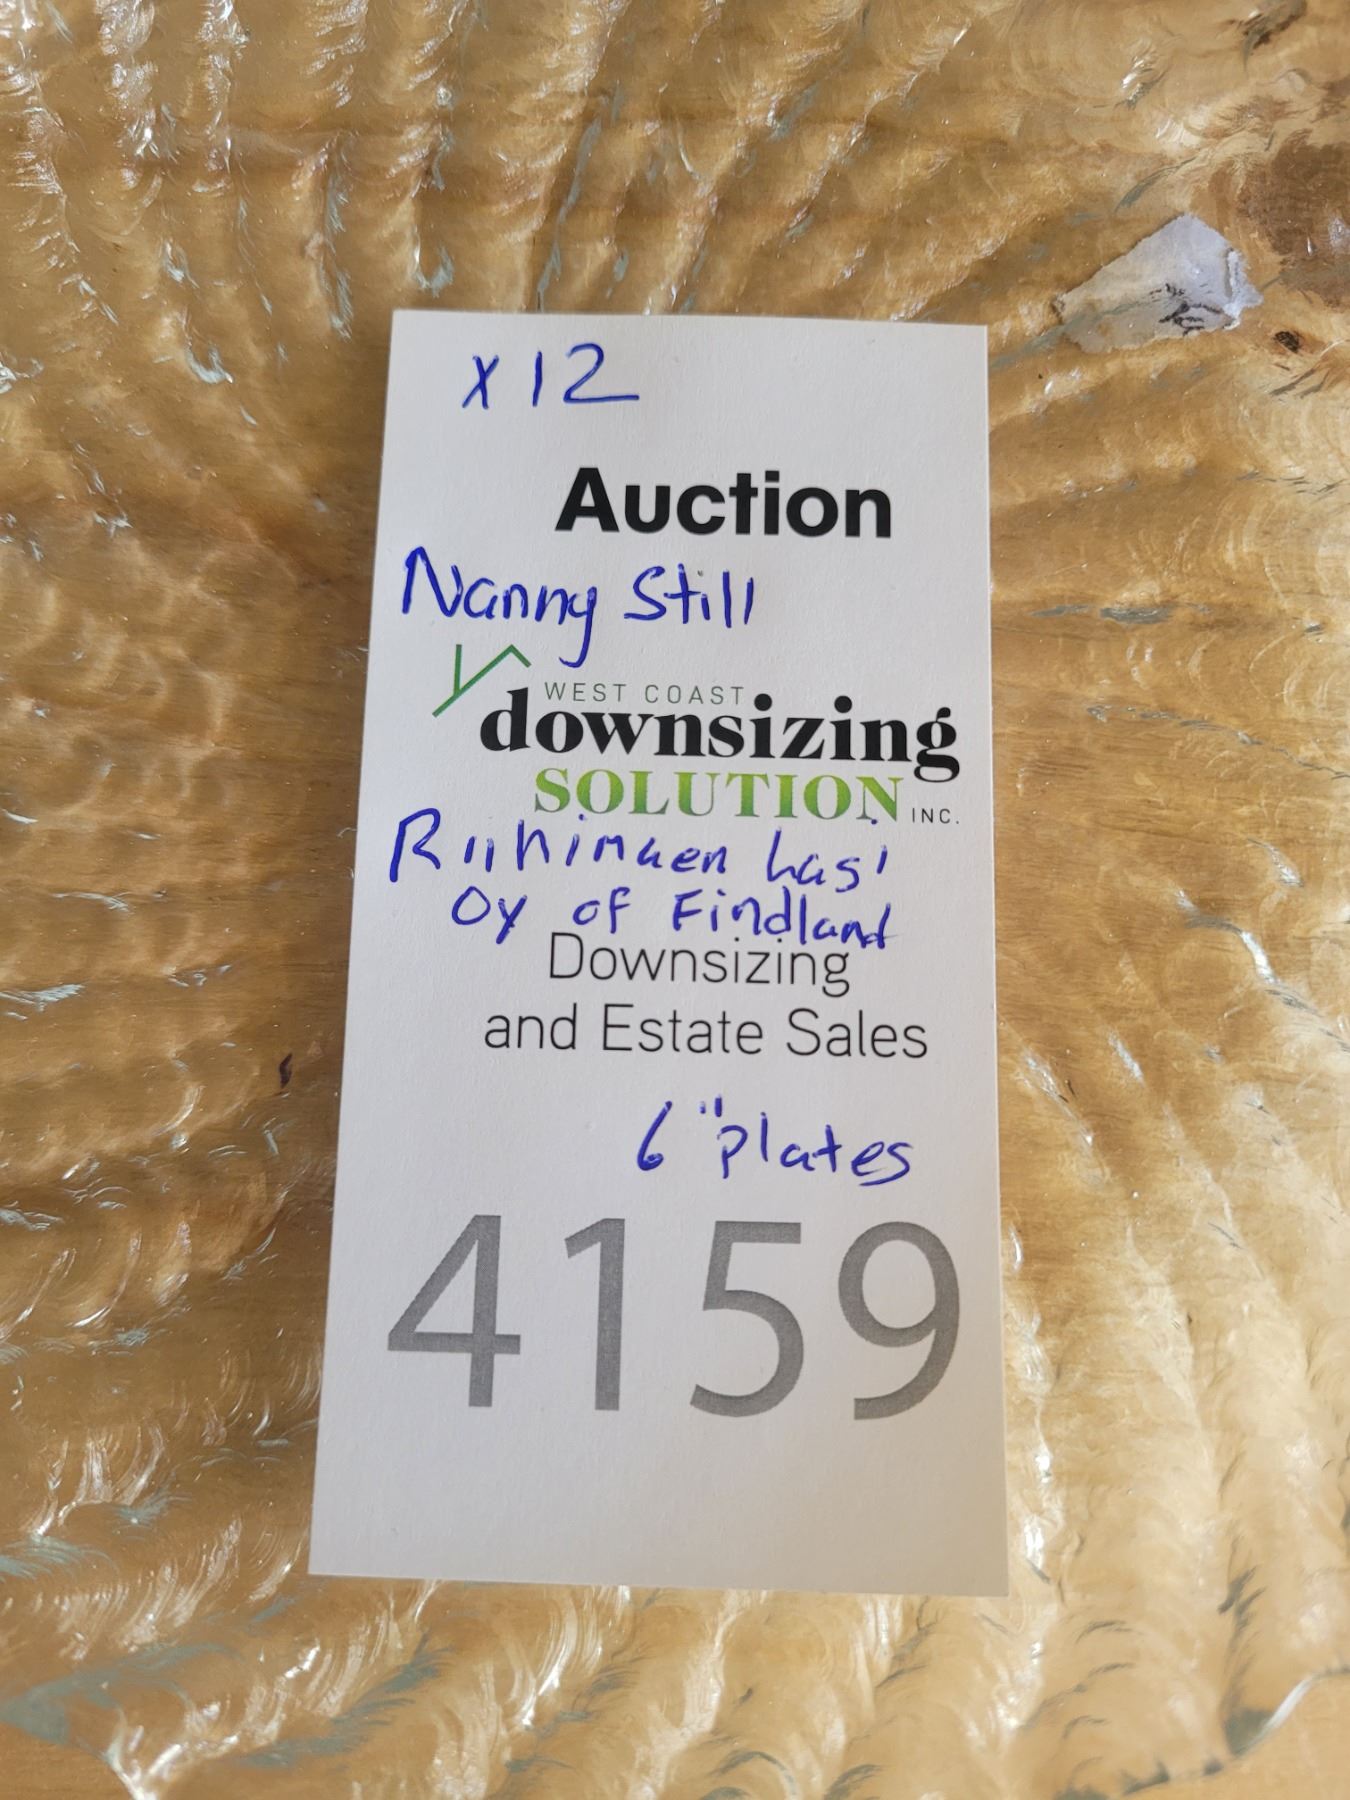 x 12
Auction
Nanny Still
WEST COAST
downsizing
SOLUTION INC.
Riihimaen Lasi
Oy of Findland
Downsizing
and Estate Sales
6" plates
4159